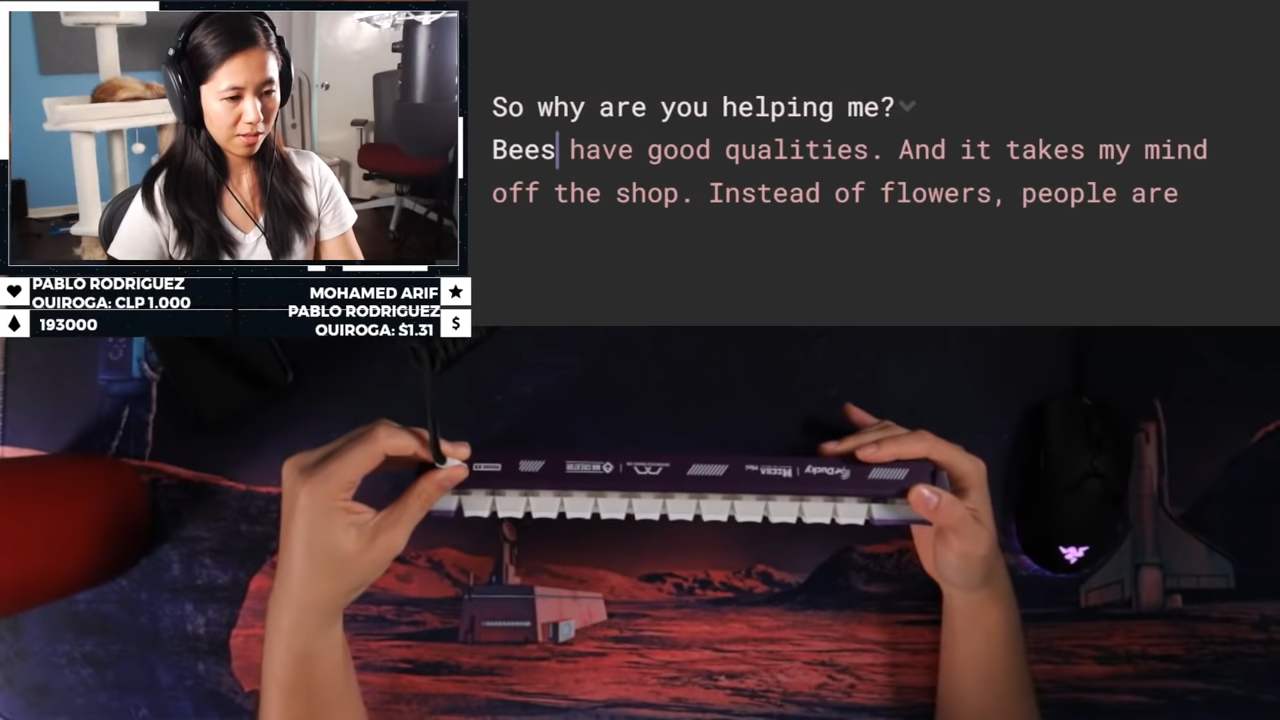 So why are you helping me?
Bees have good qualities. And it takes my mind
off the shop. Instead of flowers, people are
PABLO RODRIGUEZ
QUIROGA: CLP 1.000
MOHAMED ARIF
193000
PABLO RODRIGUEZ
QUIROGA: $1.31
$
Ducky
MECHA Mini